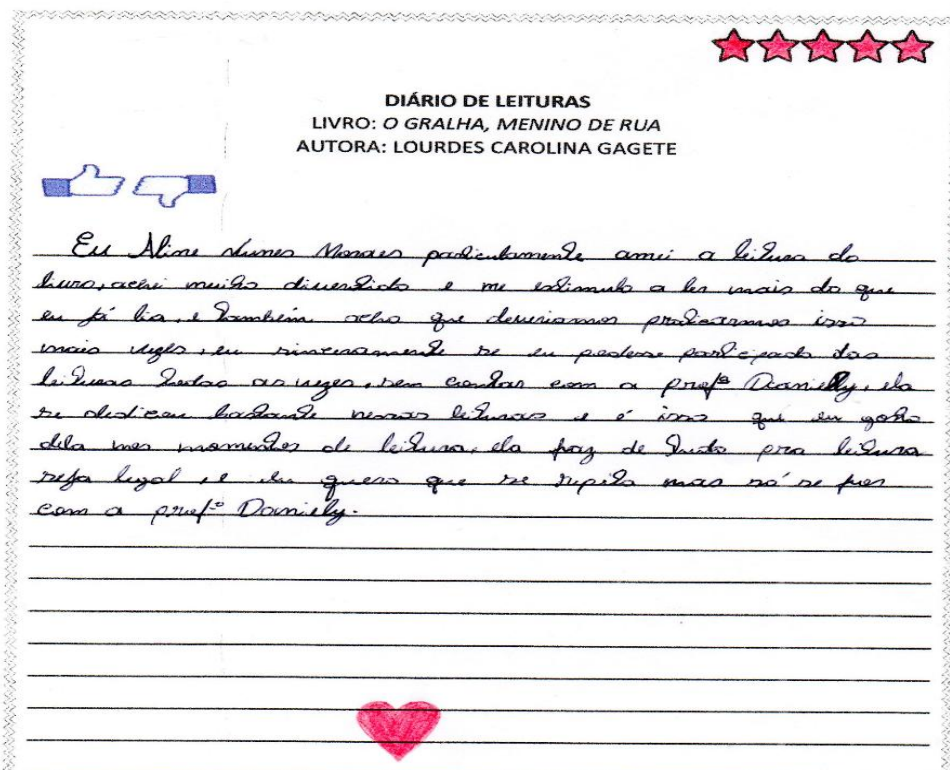 DIÁRIO DE LEITURAS
LIVRO: O GRALHA, MENINO DE RUA
AUTORA: LOURDES CAROLINA GAGETE
Eu Aline Nunes Moraes particulamente amei a leitura do
livro, achei muito divertido e me estimulo a ler mais do que
eu já lia, e também acho que deveriamos praticarmos isso
mais vezes, eu sinceramente se eu podesse participada das
leituras todas as vezes, sem contar com a profª Danielly, ela
se dedicou bastante nessas leituras e é isso que eu gosto
dela nos momentos de leitura, ela faz de tudo pra leitura
seja legal, e eu quero que se repita mas só se for
com a profª Daniely.